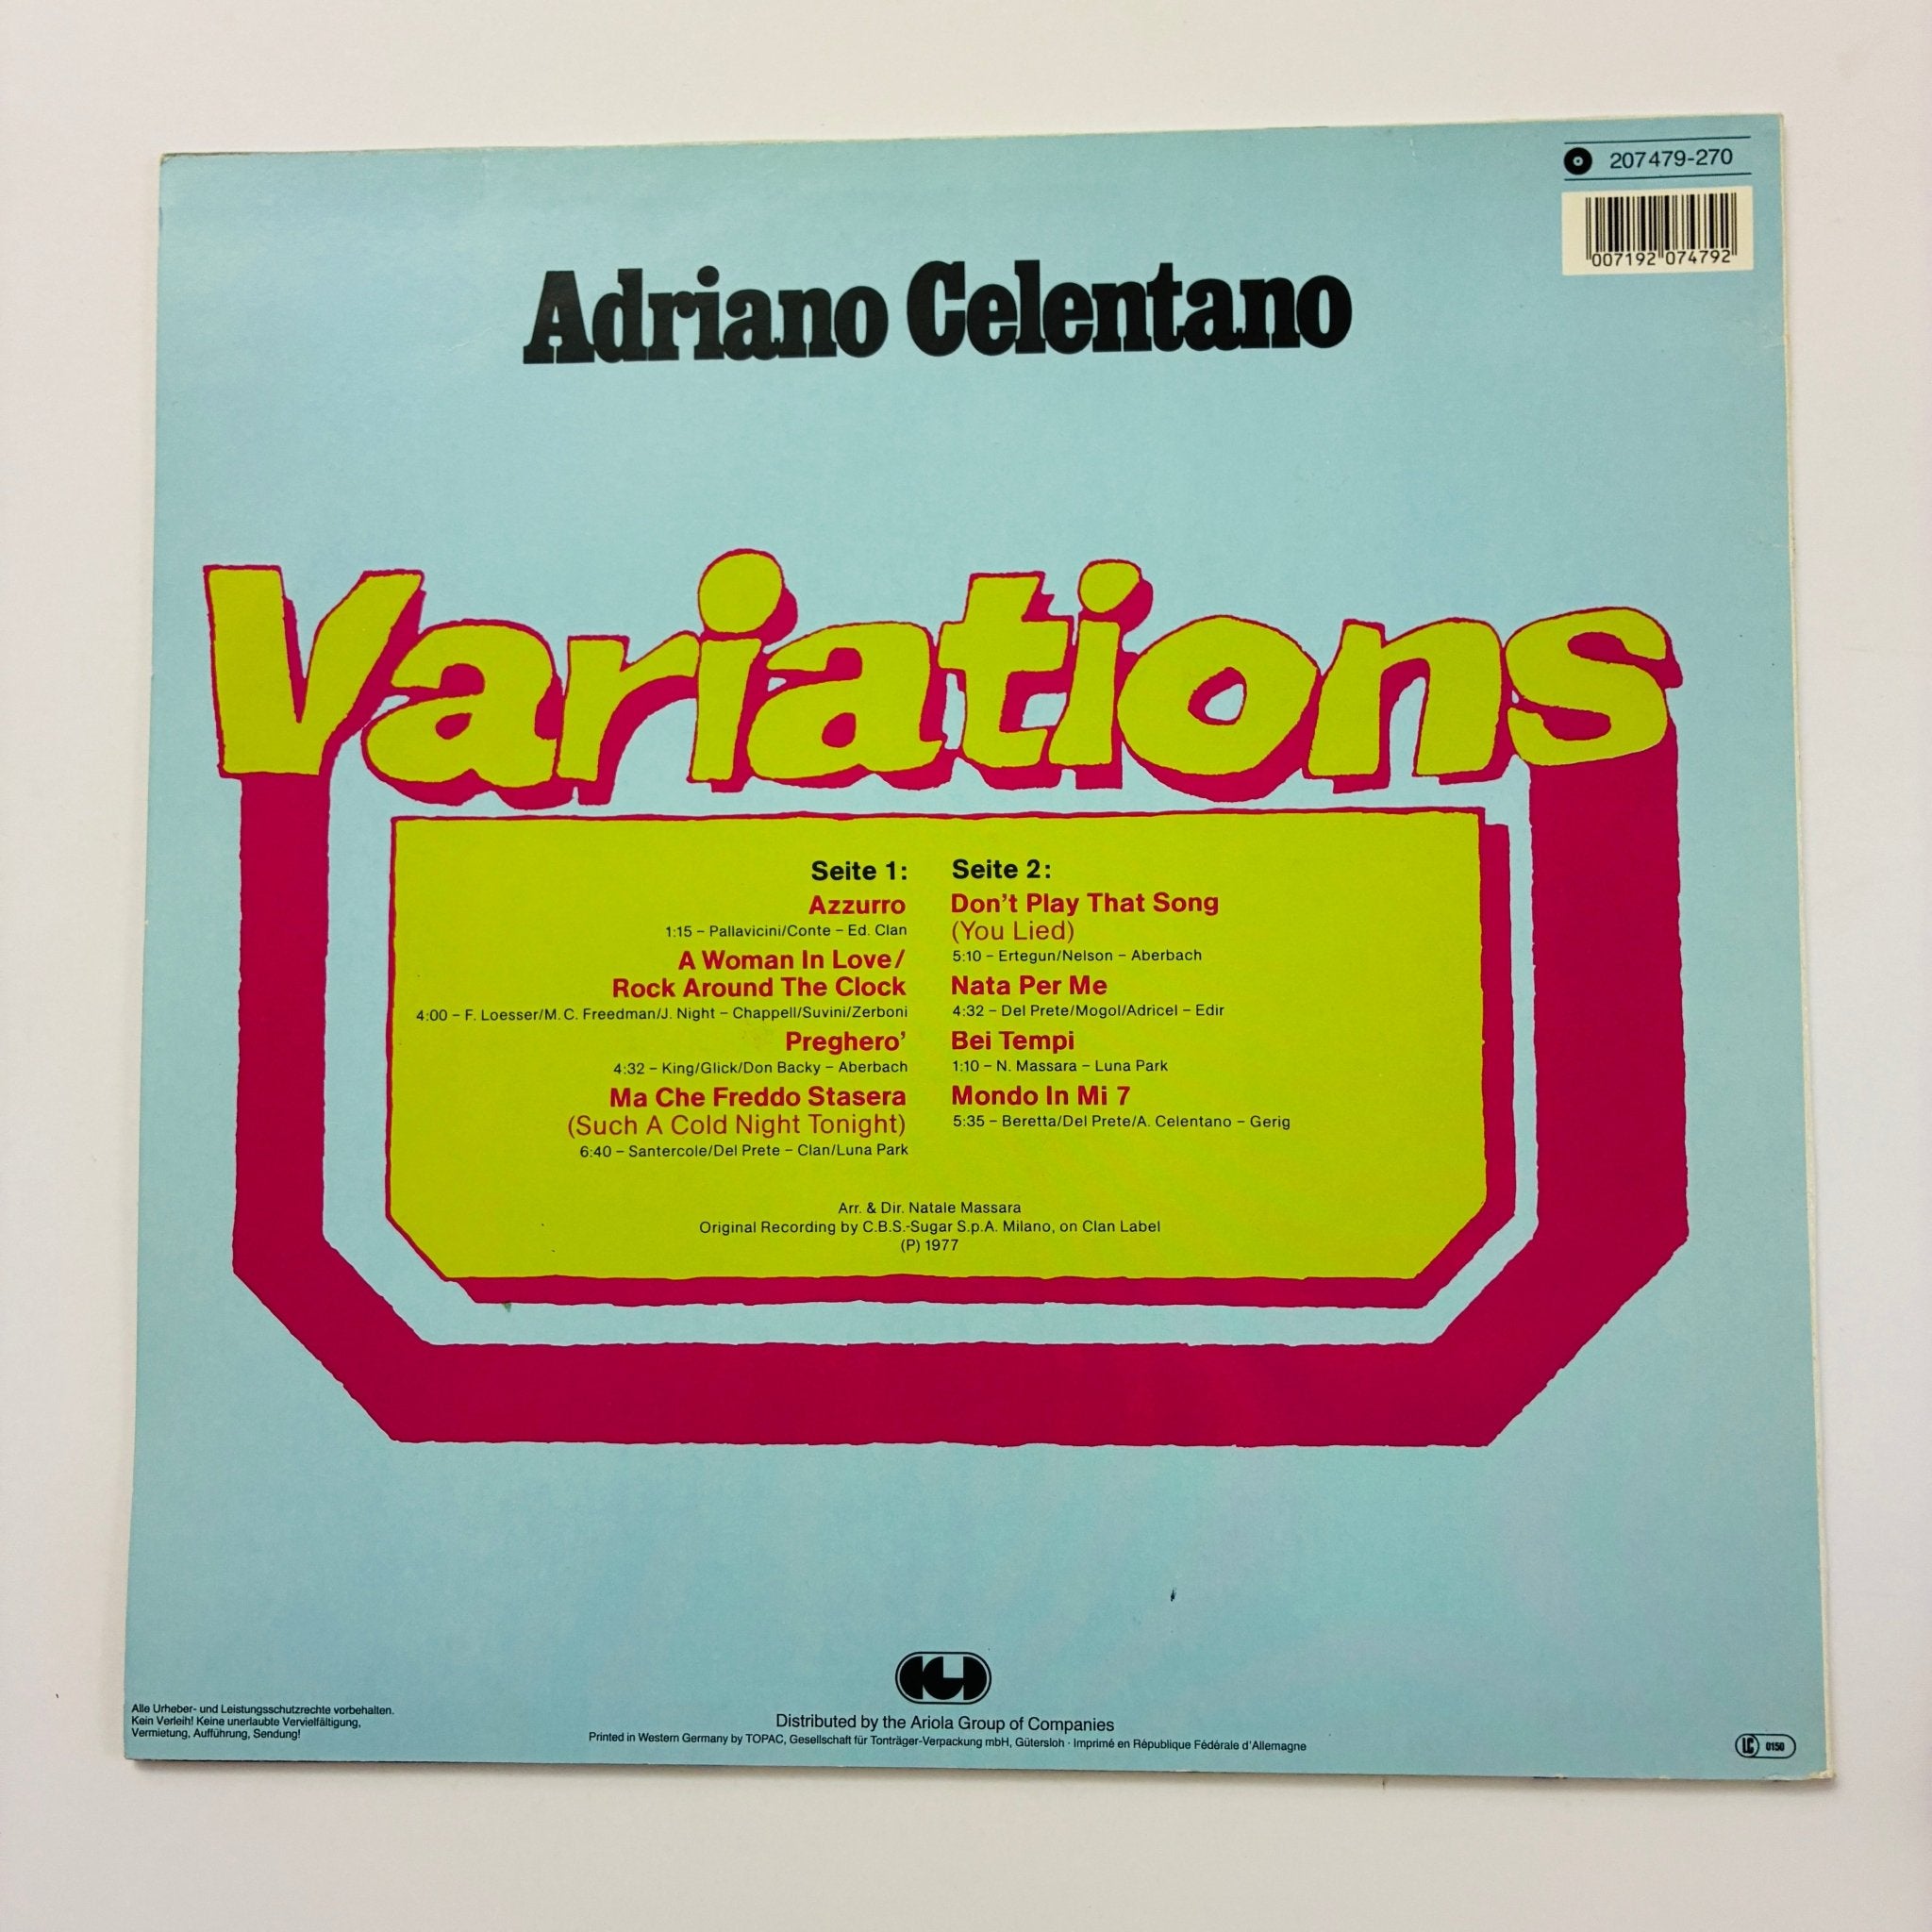 207479-270
007192 074792
Adriano Celentano
Variations
Seite 1:
Azzurro
1:15 – Pallavicini/Conte – Ed. Clan
A Woman In Love/
Rock Around The Clock
4:00 – F. Loesser/M. C. Freedman/J. Night – Chappell/Suvini/Zerboni
Preghero’
4:32 – King/Glick/Don Backy – Aberbach
Ma Che Freddo Stasera
(Such A Cold Night Tonight)
6:40 – Santercole/Del Prete – Clan/Luna Park
Seite 2:
Don’t Play That Song
(You Lied)
5:10 – Ertegun/Nelson – Aberbach
Nata Per Me
4:32 – Del Prete/Mogol/Adricel – Edir
Bei Tempi
1:10 – N. Massara – Luna Park
Mondo In Mi 7
5:35 – Beretta/Del Prete/A. Celentano – Gerig
Arr. & Dir. Natale Massara
Original Recording by C.B.S.-Sugar S.p.A. Milano, on Clan Label
(P) 1977
Alle Urheber- und Leistungsschutzrechte vorbehalten.
Kein Verleih! Keine unerlaubte Vervielfältigung,
Vermietung, Aufführung, Sendung!
Distributed by the Ariola Group of Companies
Printed in Western Germany by TOPAC, Gesellschaft für Tonträger-Verpackung mbH, Gütersloh · Imprimé en République Fédérale d’Allemagne
LC 0150